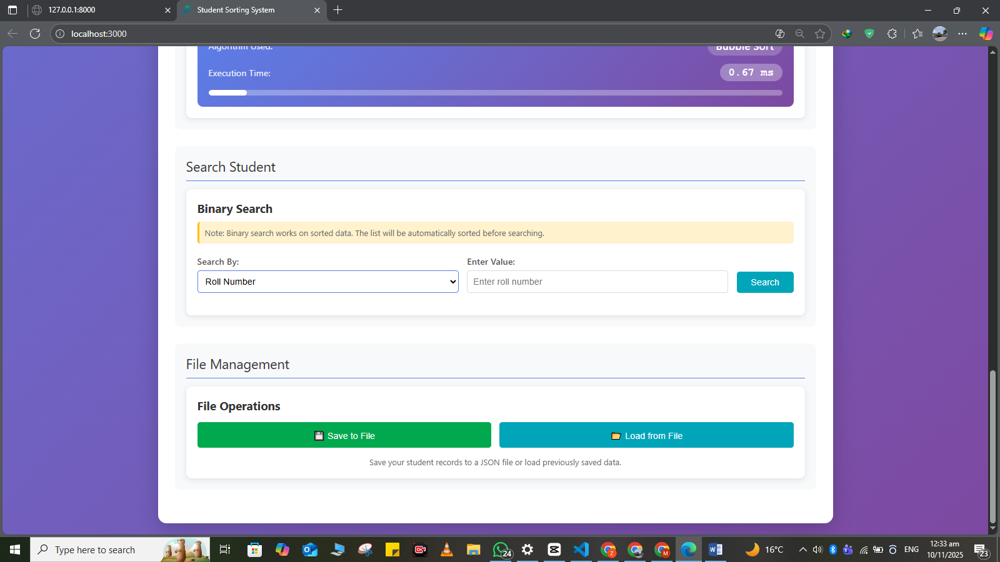 127.0.0.1:8000
Student Sorting System
localhost:3000
Algorithm Used:
Bubble Sort
Execution Time:
0.67 ms
Search Student
Binary Search
Note: Binary search works on sorted data. The list will be automatically sorted before searching.
Search By:
Enter Value:
Roll Number
Enter roll number
Search
File Management
File Operations
Save to File
Load from File
Save your student records to a JSON file or load previously saved data.
Type here to search
24
Z
M
16°C
ENG
12:33 am
10/11/2025
23